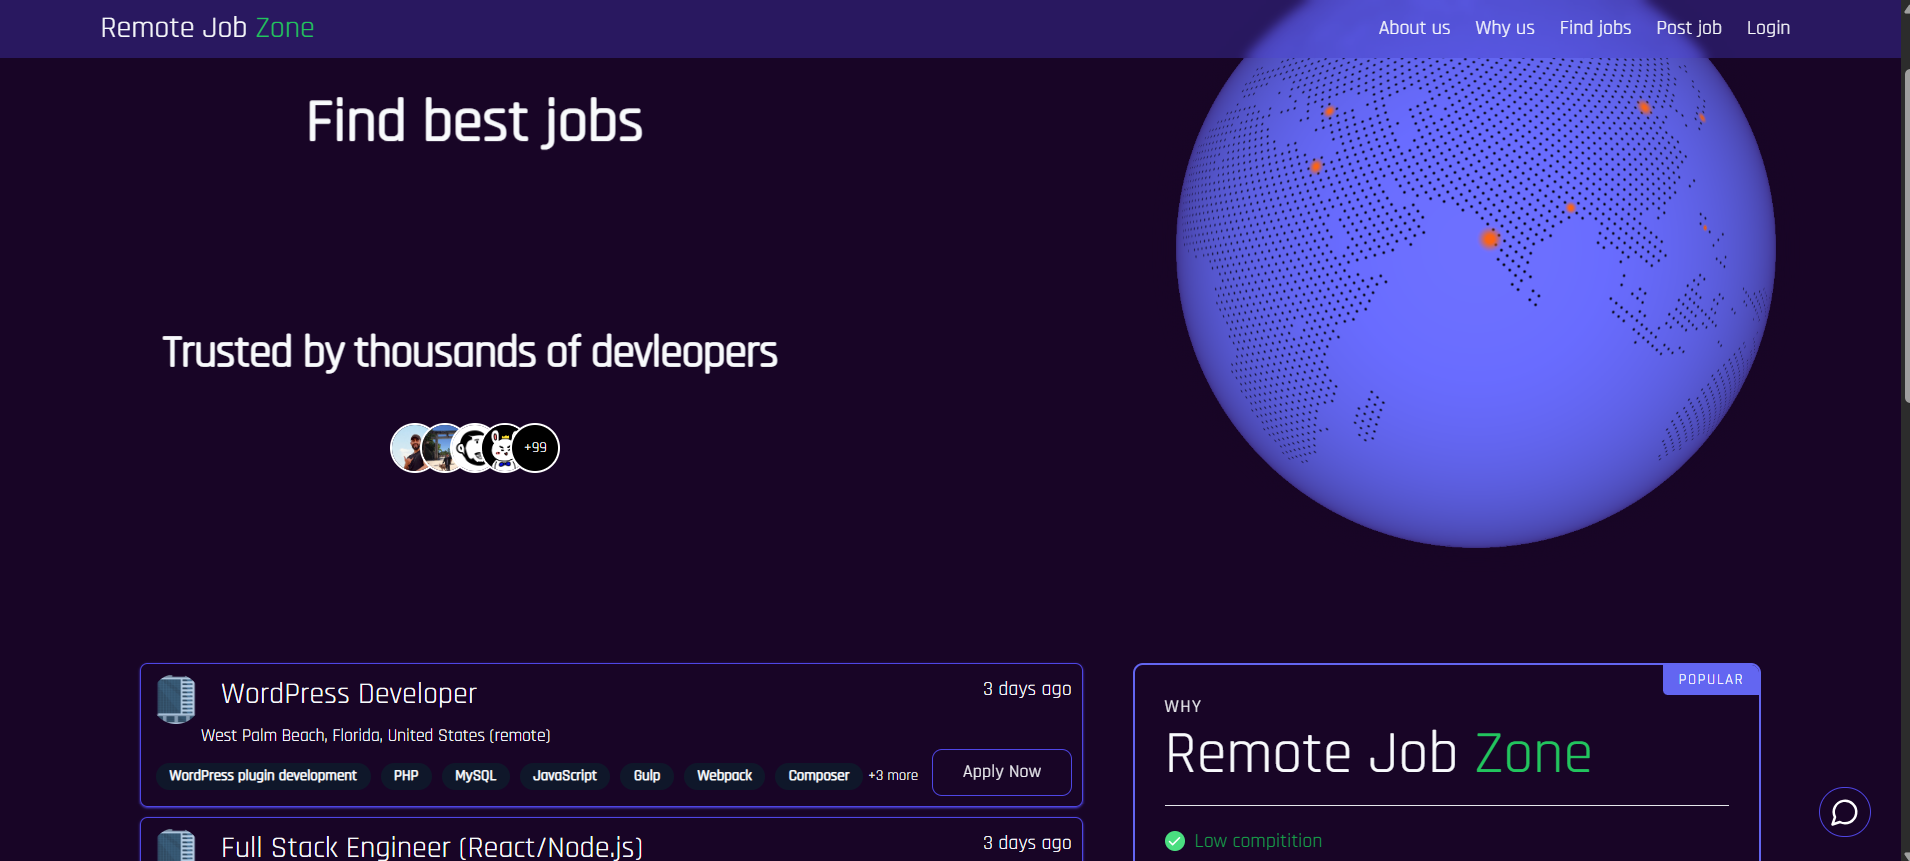 Remote Job Zone
About us Why us Find jobs Post job Login
Find best jobs
Trusted by thousands of devleopers
+99
WordPress Developer
3 days ago
West Palm Beach, Florida, United States (remote)
WordPress plugin development PHP MySQL JavaScript Gulp Webpack Composer +3 more
Apply Now
Full Stack Engineer (React/Node.js)
3 days ago
POPULAR
WHY
Remote Job Zone
Low compitition